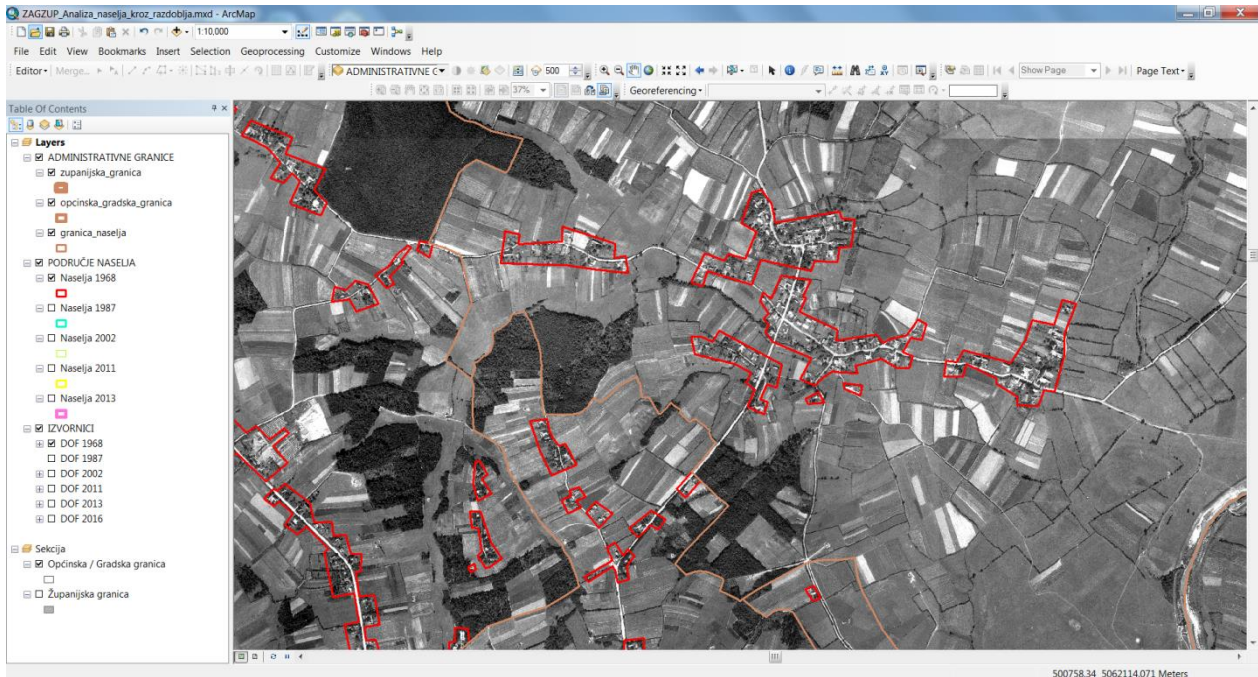 ZAGZUP_Analiza_naselja_kroz_razdoblja.mxd - ArcMap
1:10,000
File Edit View Bookmarks Insert Selection Geoprocessing Customize Windows Help
Editor Merge... ADMINISTRATIVNE G 500 Show Page Page Text
37% Georeferencing
Table Of Contents
Layers
ADMINISTRATIVNE GRANICE
zupanijska_granica
opcinska_gradska_granica
granica_naselja
PODRUČJE NASELJA
Naselja 1968
Naselja 1987
Naselja 2002
Naselja 2011
Naselja 2013
IZVORNICI
DOF 1968
DOF 1987
DOF 2002
DOF 2011
DOF 2013
DOF 2016
Sekcija
Općinska / Gradska granica
Županijska granica
500758.34 5062114.071 Meters